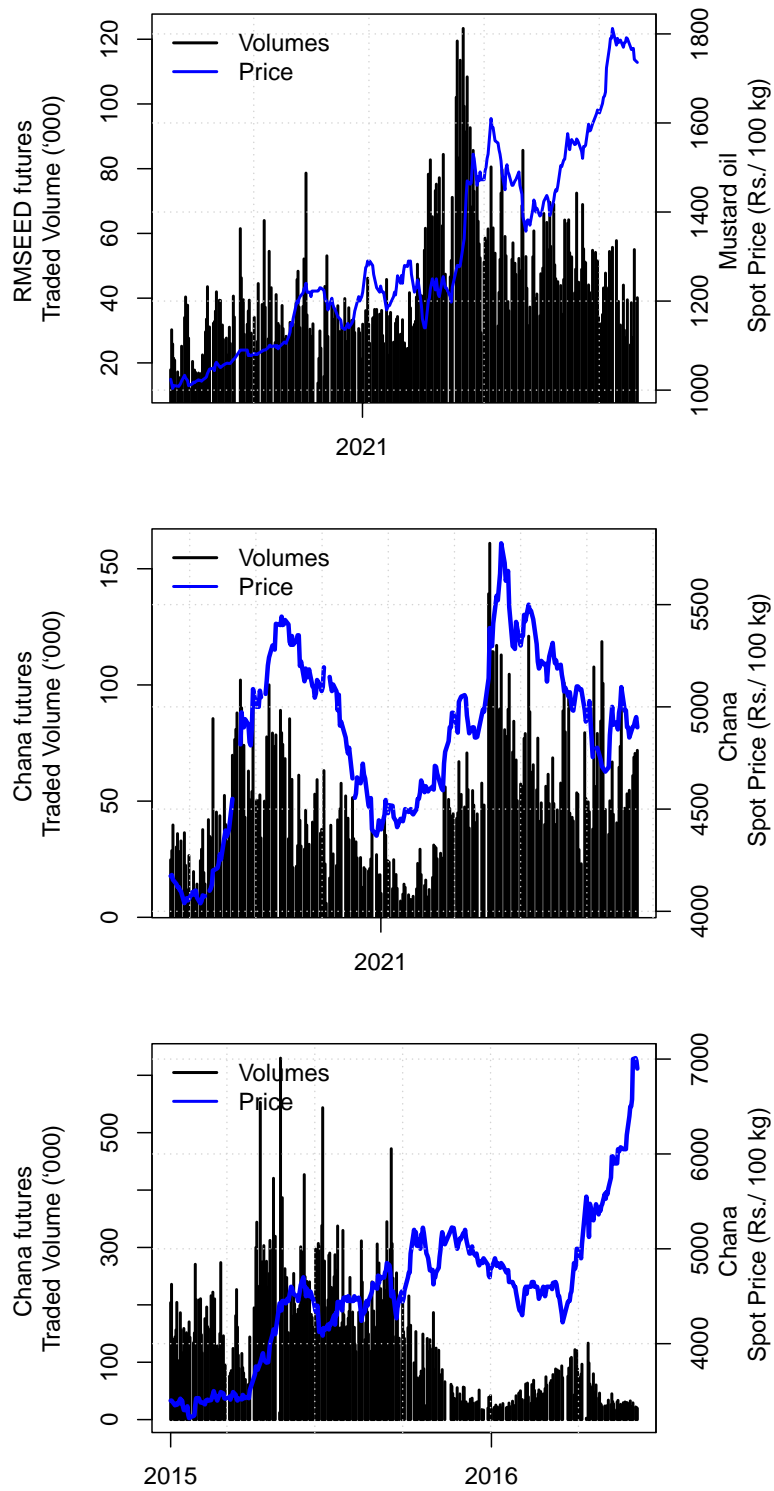 Volumes
Price
120
100
80
60
40
20
RMSEED futures
Traded Volume (‘000)
1800
1600
1400
1200
1000
Mustard oil
Spot Price (Rs./ 100 kg)
2021
Volumes
Price
150
100
50
0
Chana futures
Traded Volume (‘000)
5500
5000
4500
4000
Chana
Spot Price (Rs./ 100 kg)
2021
Volumes
Price
500
300
100
0
Chana futures
Traded Volume (‘000)
7000
6000
5000
4000
Chana
Spot Price (Rs./ 100 kg)
2015
2016